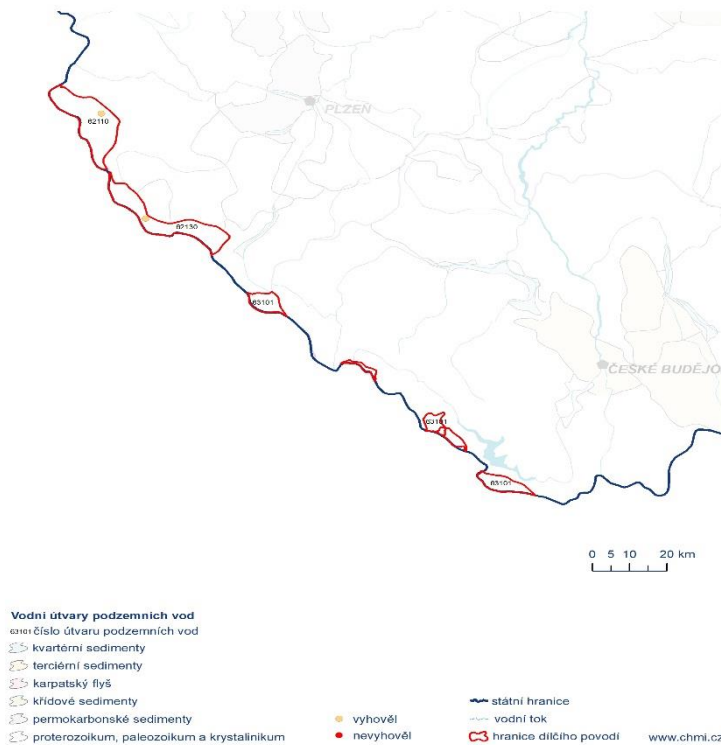 62110
PLZEŇ
62130
63101
ČESKÉ BUDĚJO
63101
63101
0 5 10 20 km
Vodní útvary podzemních vod
63101 číslo útvaru podzemních vod
kvartérní sedimenty
terciérní sedimenty
karpatský flyš
křídové sedimenty
permokarbonské sedimenty
proterozoikum, paleozoikum a krystalinikum
vyhověl
nevyhověl
státní hranice
vodní tok
hranice dílčího povodí
www.chmi.cz